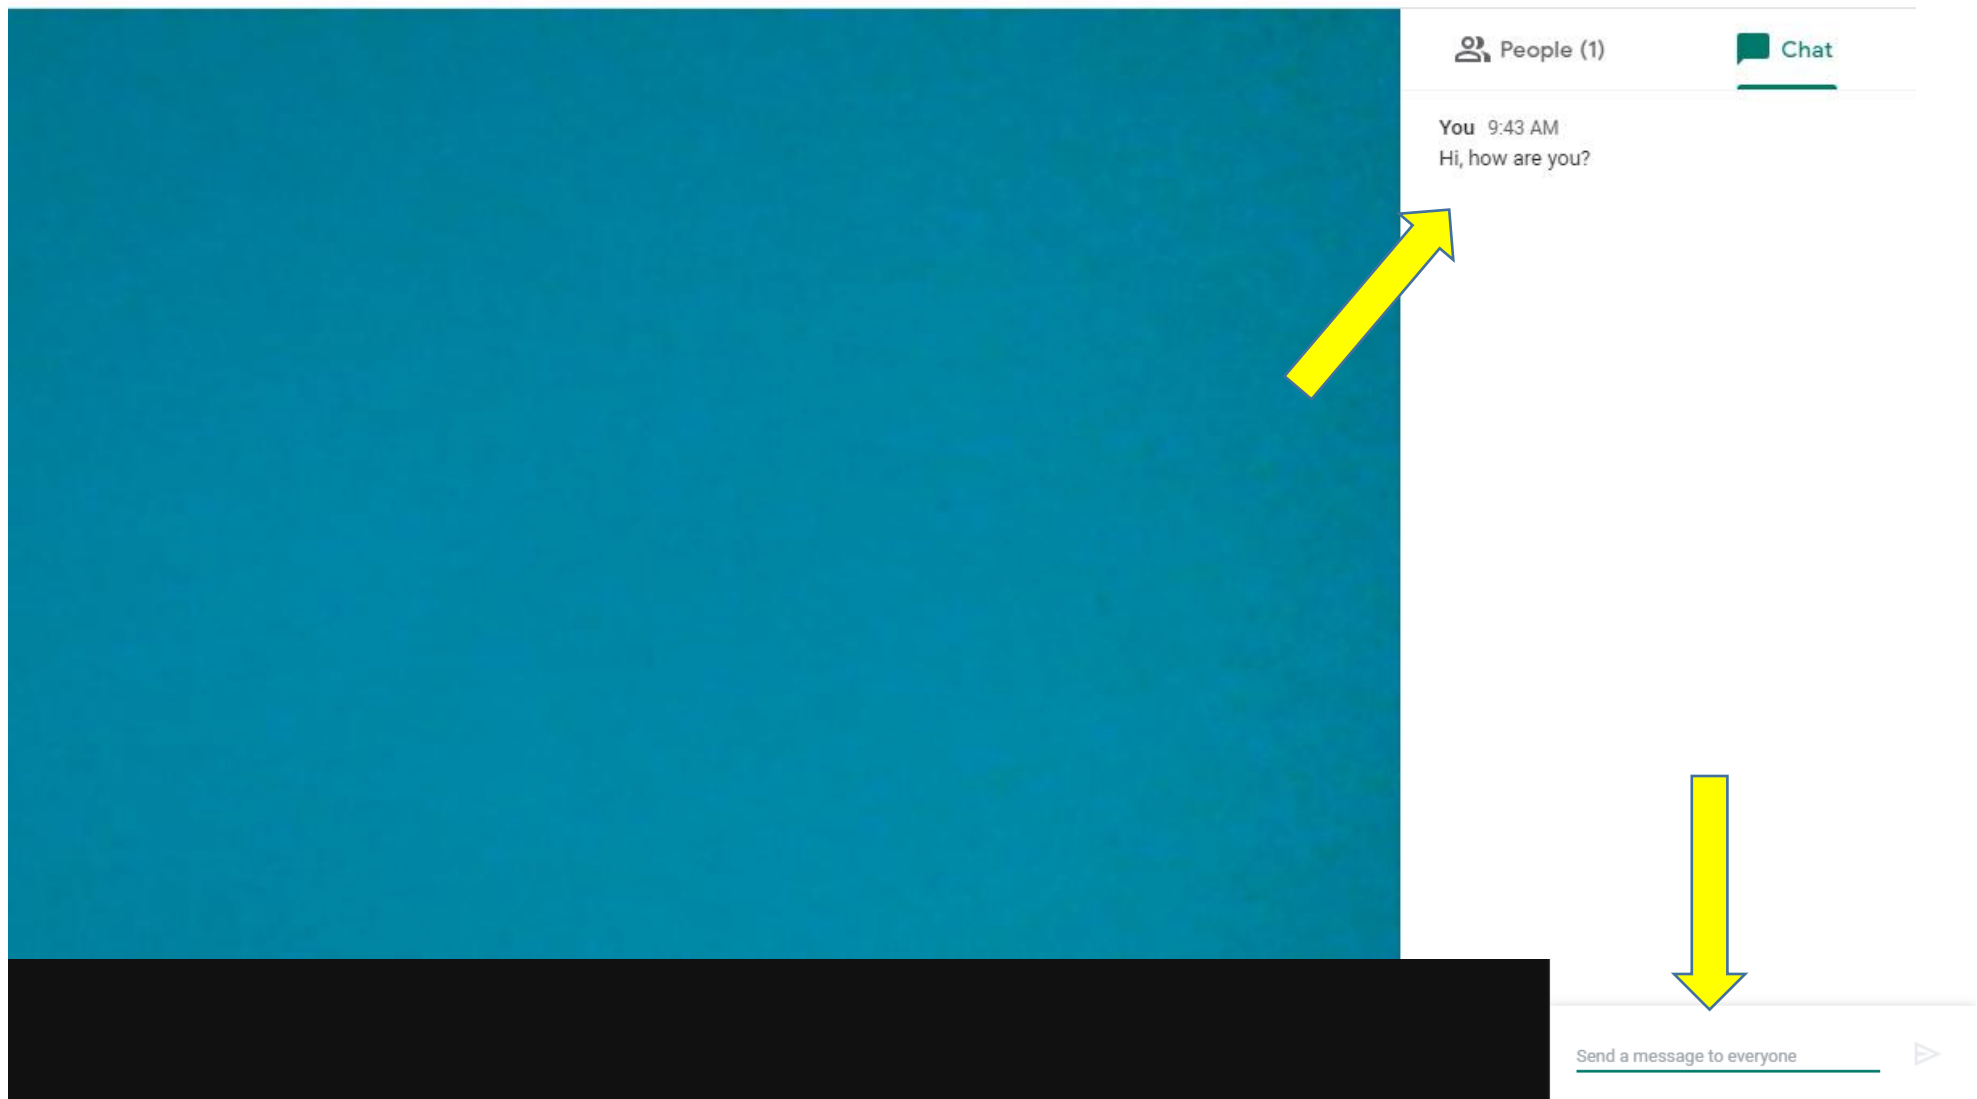 People (1) Chat
You 9:43 AM
Hi, how are you?
Send a message to everyone